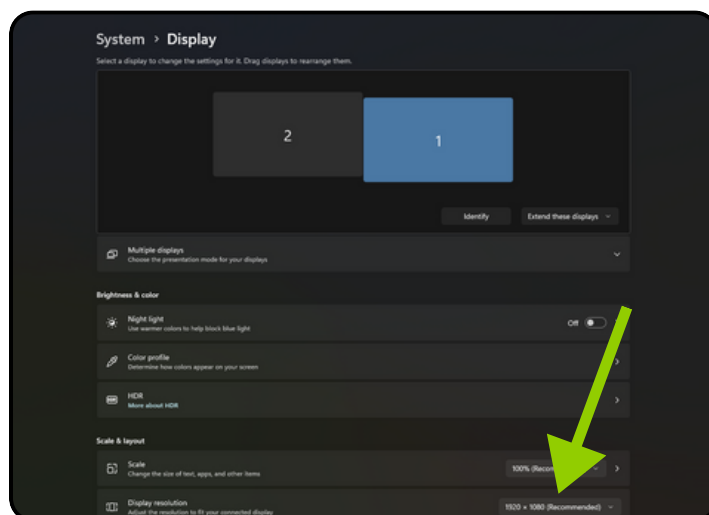 System > Display
Select a display to change the settings for it. Drag displays to rearrange them.
2
1
Identify
Extend these displays
Multiple displays
Choose the presentation mode for your displays
Brightness & color
Night light
Use warmer colors to help block blue light
Off
Color profile
Determine how colors appear on your screen
HDR
HDR
More about HDR
Scale & layout
Scale
Change the size of text, apps, and other items
100%
Display resolution
Adjust the resolution to fit your connected display
1920 × 1080 (Recommended)